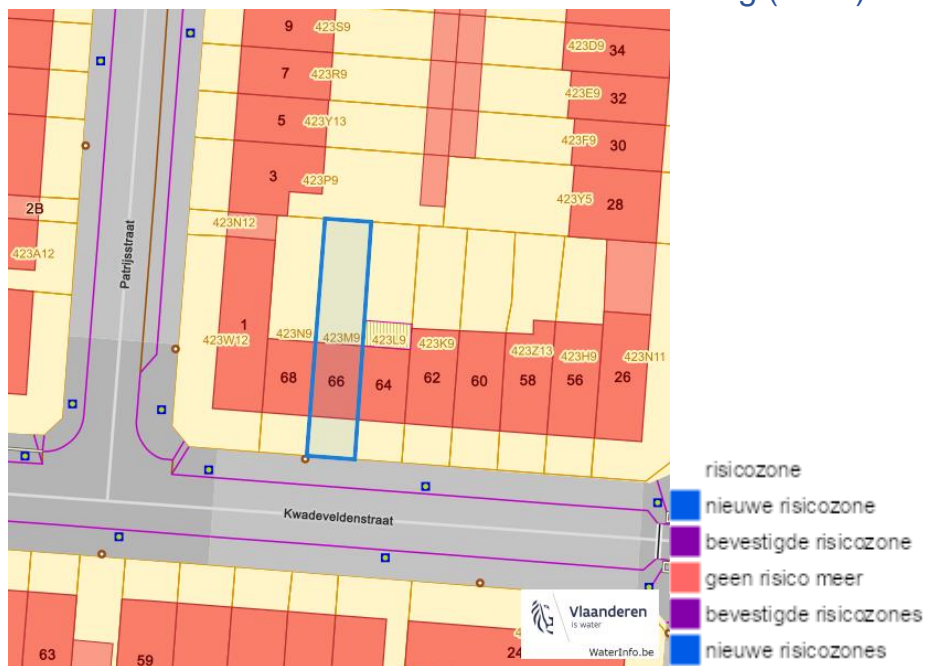 9 423S9
423D9 34
7 423R9
423E9 32
5 423Y13
423F9 30
3 423P9
423Y5 28
2B
423N12
423A12
Patrijsstraat
1
423W12
423N9 423M9 423L9 423K9
423Z13 423H9 423N11
68 66 64 62 60 58 56 26
Kwadeveldenstraat
63
59
24
Vlaanderen
is water
WaterInfo.be
risicozone
nieuwe risicozone
bevestigde risicozone
geen risico meer
bevestigde risicozones
nieuwe risicozones